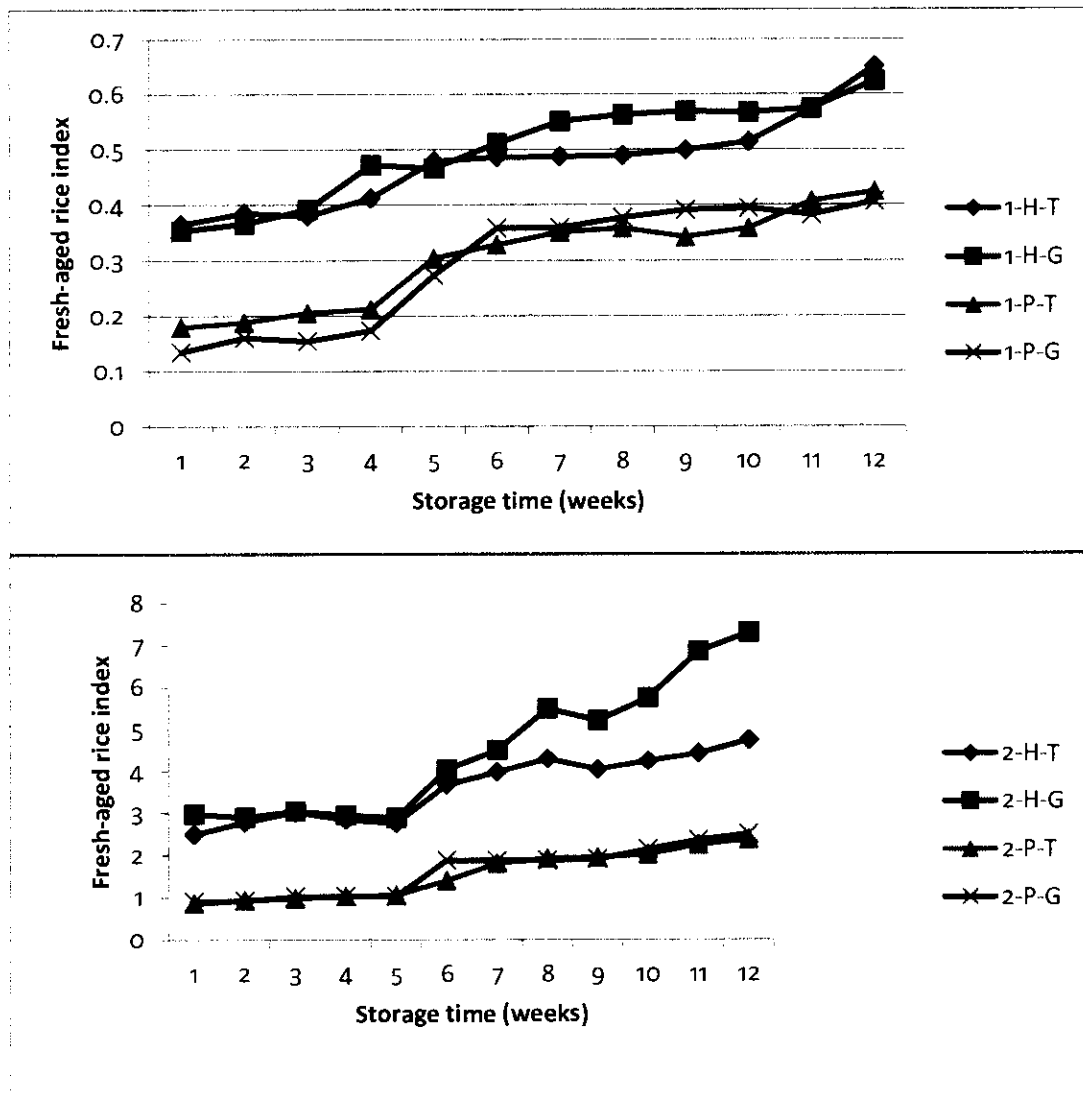 0.7
0.6
0.5
0.4
0.3
0.2
0.1
0
Fresh-aged rice index
1 2 3 4 5 6 7 8 9 10 11 12
Storage time (weeks)
1-H-T
1-H-G
1-P-T
1-P-G
8
7
6
5
4
3
2
1
0
Fresh-aged rice index
1 2 3 4 5 6 7 8 9 10 11 12
Storage time (weeks)
2-H-T
2-H-G
2-P-T
2-P-G